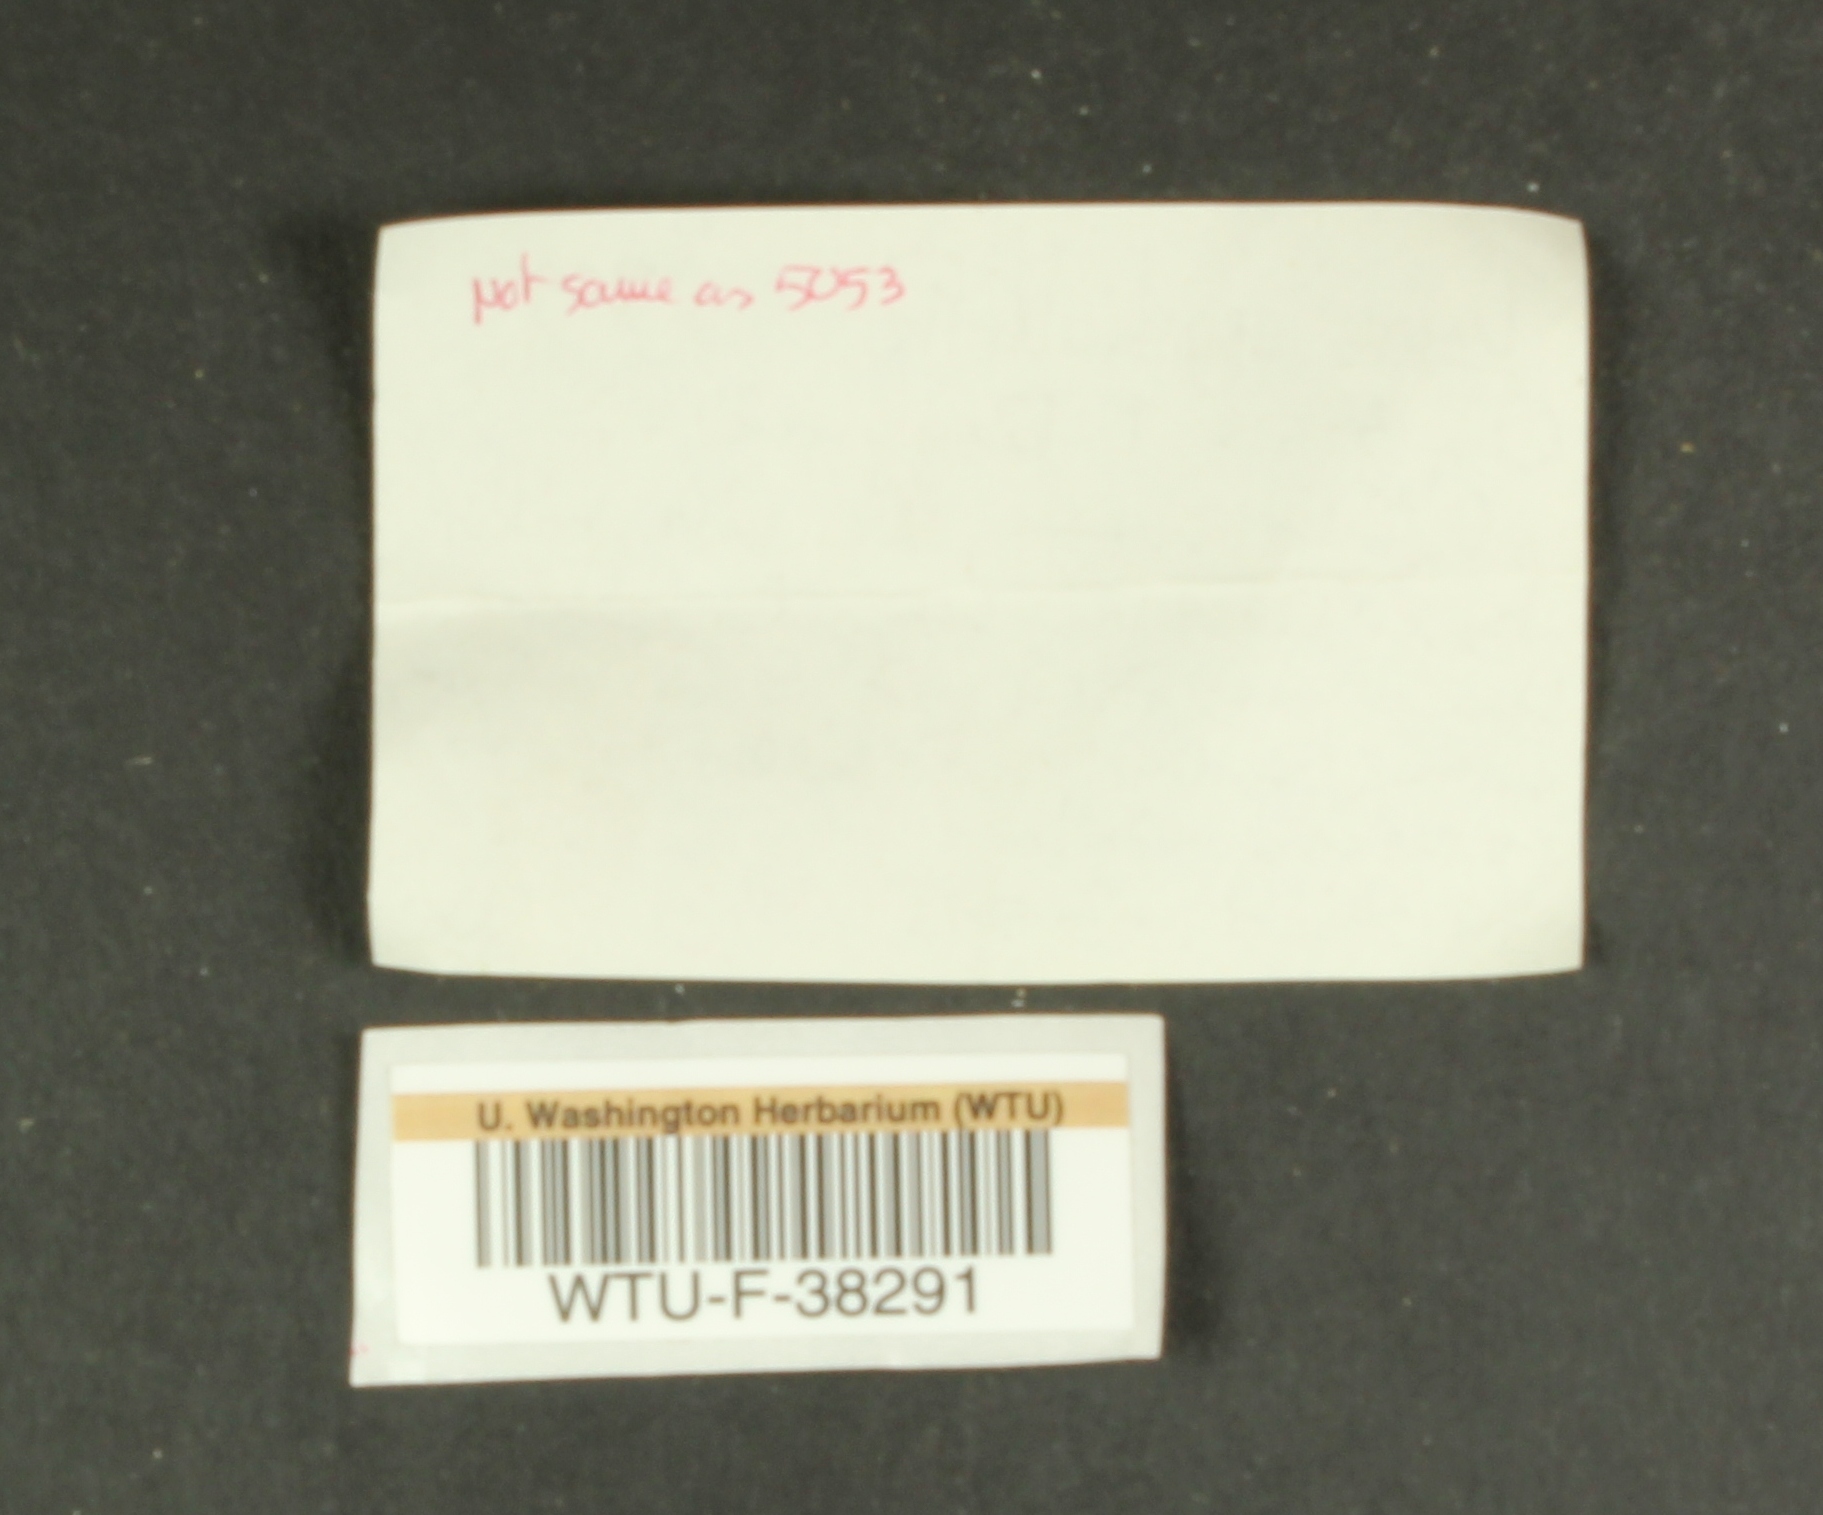 Not same as 5053
U. Washington Herbarium (WTU)
WTU-F-38291